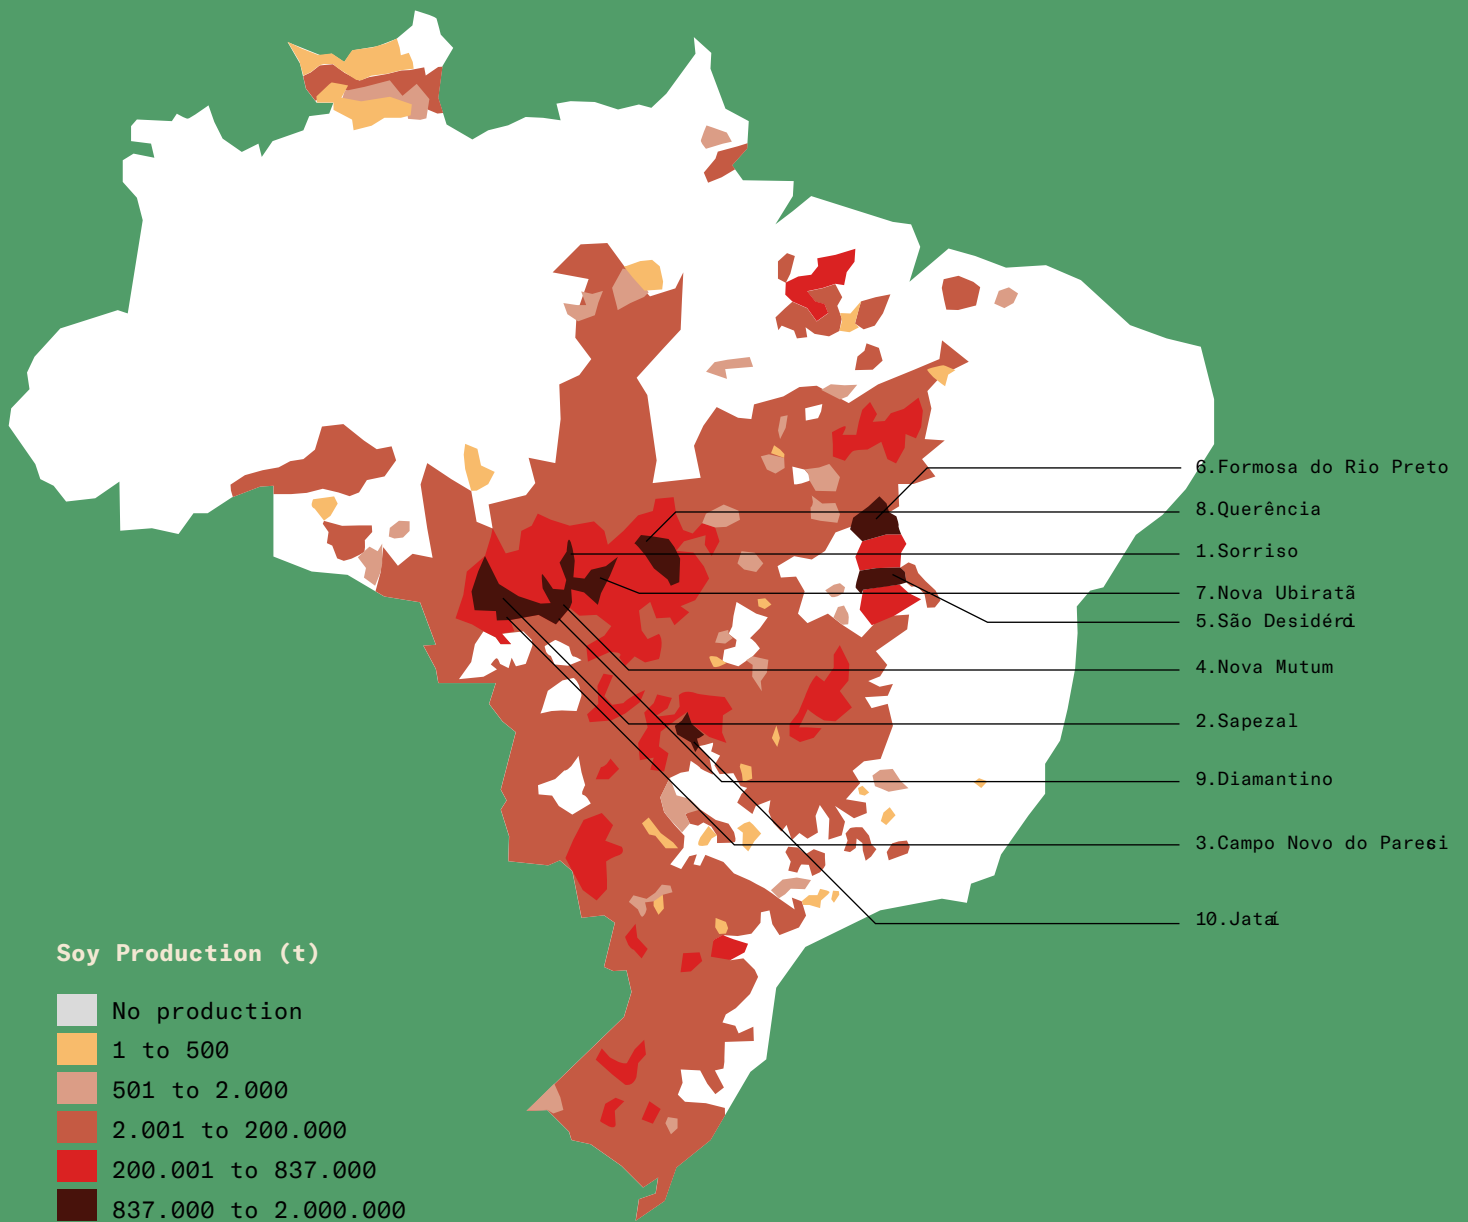 6.Formosa do Rio Preto
8.Querência
1.Sorriso
7.Nova Ubiratã
5.São Desidéri
4.Nova Mutum
2.Sapezal
9.Diamantino
3.Campo Novo do Paresi
10.Jataí
Soy Production (t)
No production
1 to 500
501 to 2.000
2.001 to 200.000
200.001 to 837.000
837.000 to 2.000.000